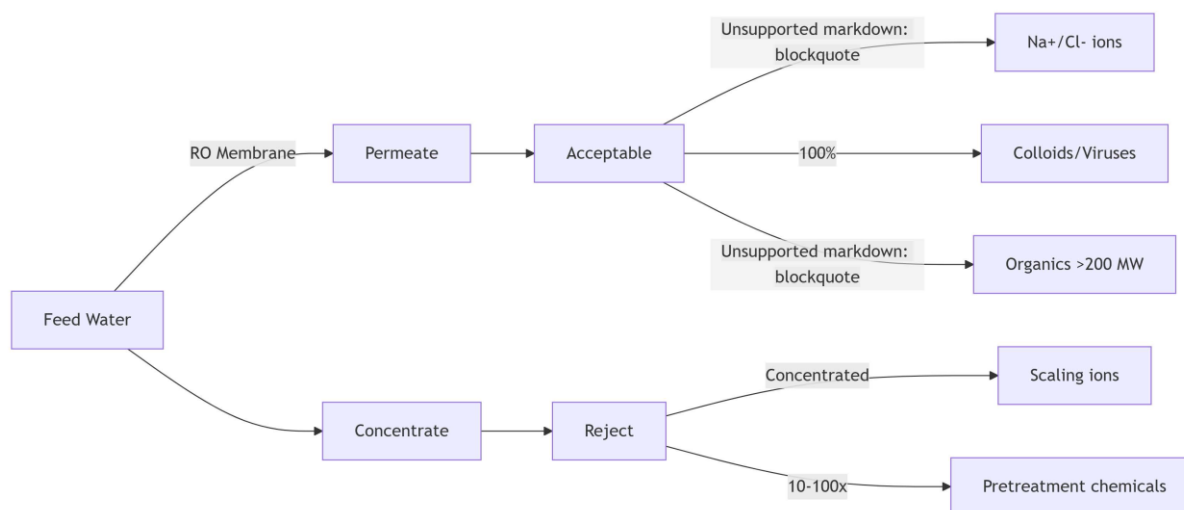 Unsupported markdown:
blockquote
Na+/Cl- ions
RO Membrane
Permeate
Acceptable
100%
Colloids/Viruses
Unsupported markdown:
blockquote
Organics >200 MW
Feed Water
Concentrated
Scaling ions
Concentrate
Reject
10-100x
Pretreatment chemicals